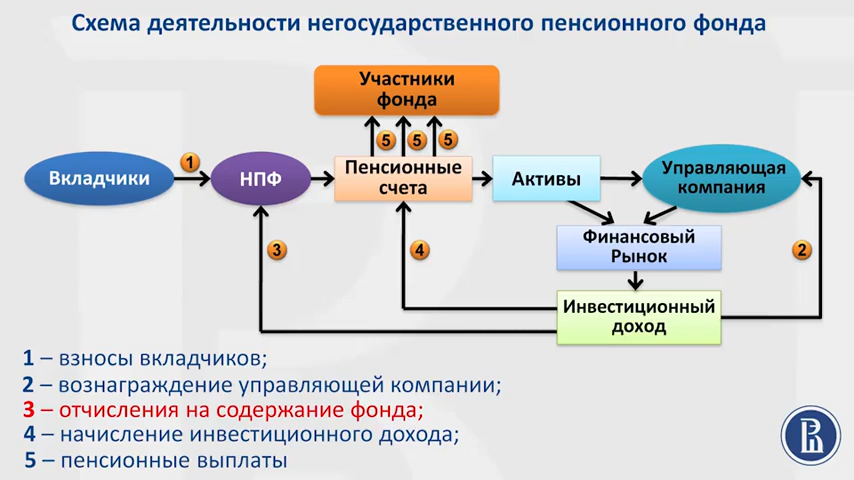 Схема деятельности негосударственного пенсионного фонда
Участники
фонда
5 5 5
1
Вкладчики
НПФ
Пенсионные
счета
Активы
Управляющая
компания
3
4
Финансовый
Рынок
2
Инвестиционный
доход
1 – взносы вкладчиков;
2 – вознаграждение управляющей компании;
3 – отчисления на содержание фонда;
4 – начисление инвестиционного дохода;
5 – пенсионные выплаты